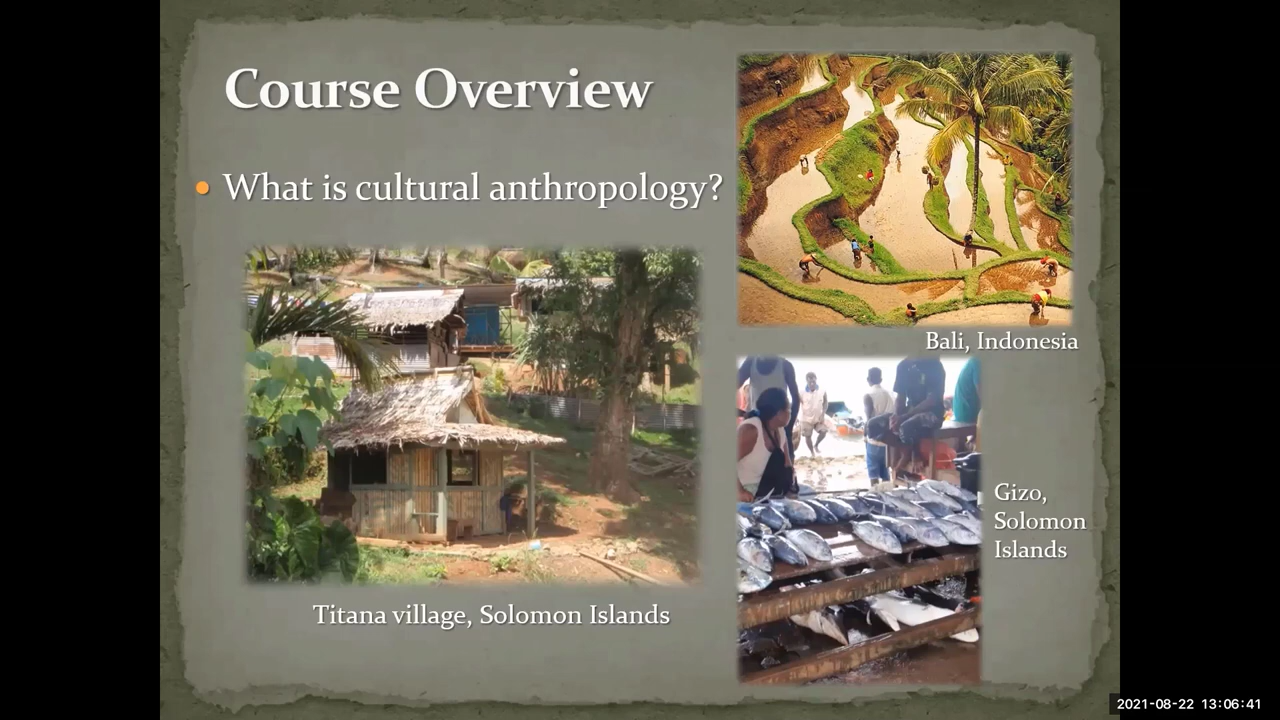 Course Overview
What is cultural anthropology?
Bali, Indonesia
Gizo,
Solomon
Islands
Titana village, Solomon Islands
2021-08-22 13:06:41